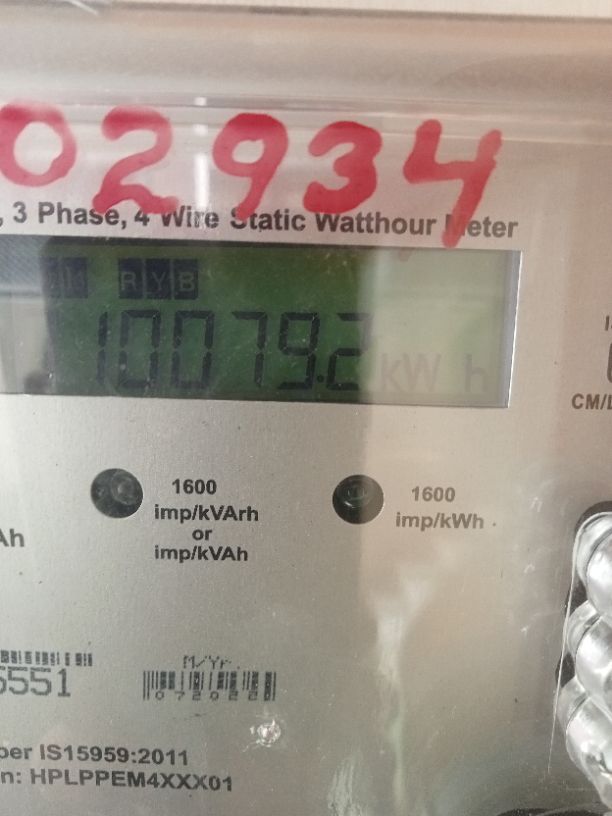 02934
, 3 Phase, 4 Wire Static Watthour Meter
R Y B
10079.2 kWh
CM/L
1600
imp/kVArh
or
imp/kVAh
1600
imp/kWh
Ah
5551
M/Yr.
per IS15959:2011
n: HPLPPEM4XXX01